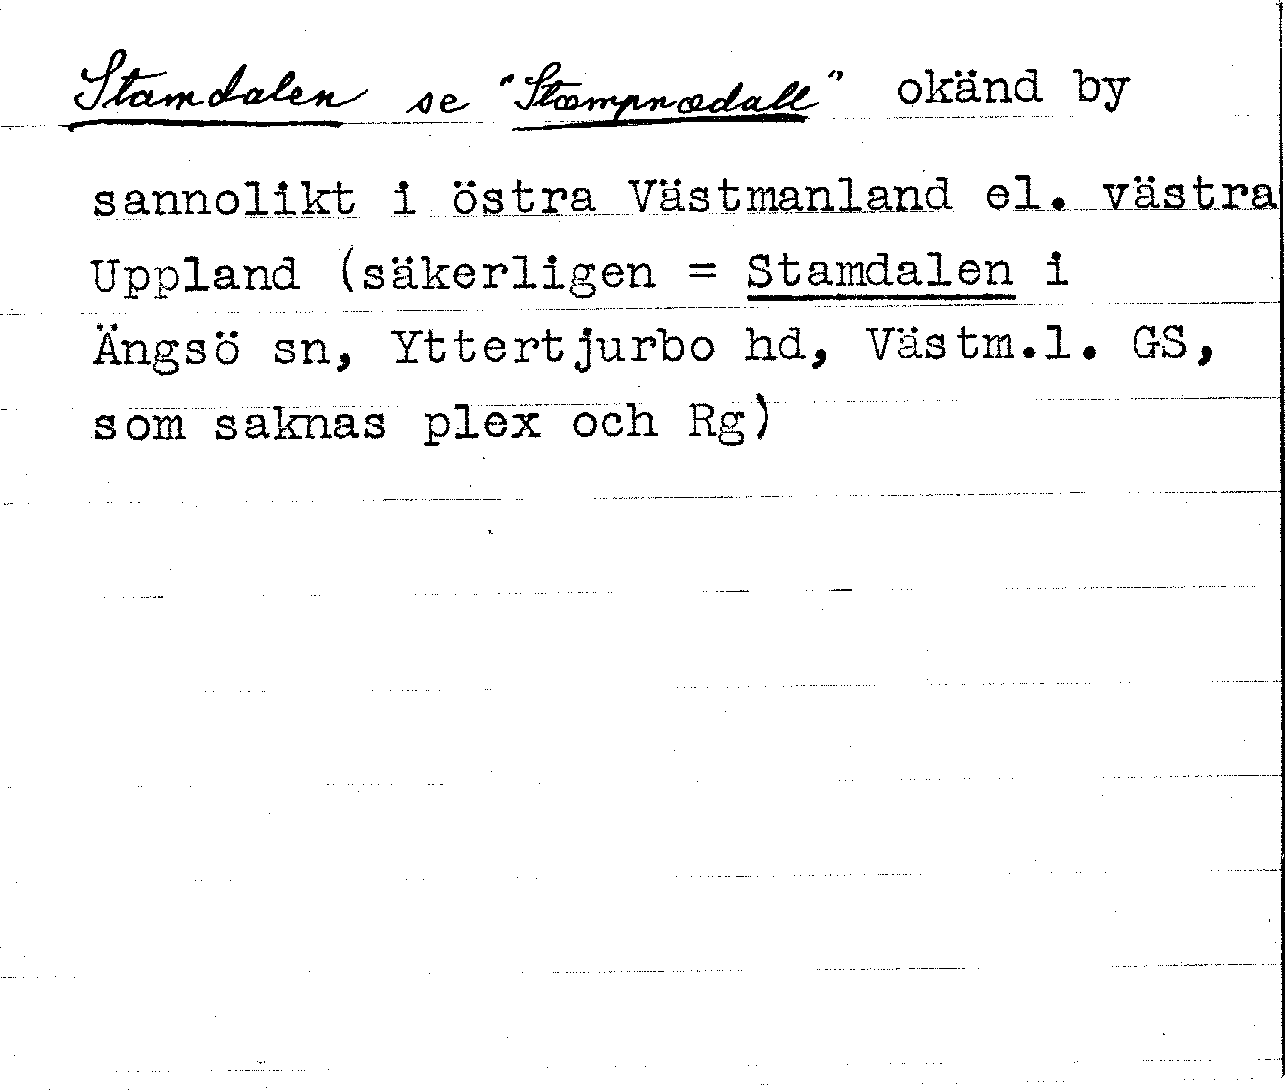 Stamdalen se "Stæmpnædall" okänd by
sannolikt i östra Västmanland el. västra
Uppland (säkerligen = Stamdalen i
Ängsö sn, Yttertjurbo hd, Västm.l. GS,
som saknas plex och Rg)